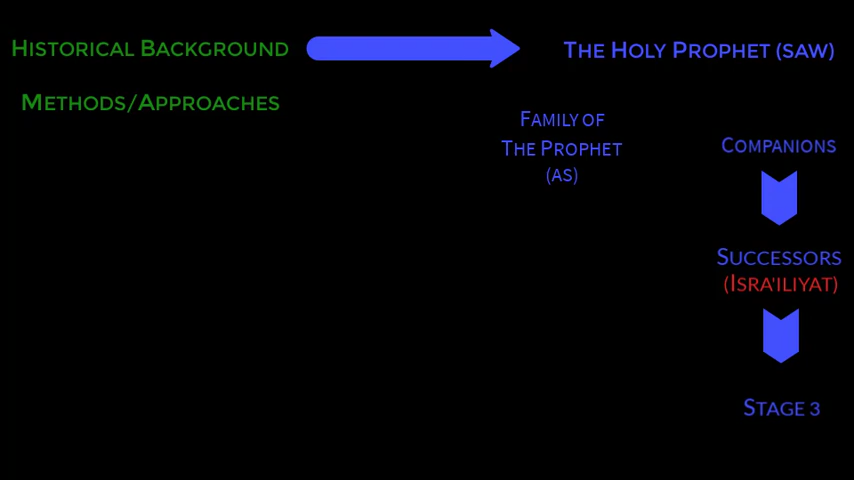 Historical Background
The Holy Prophet (saw)
Methods/Approaches
Family of
The Prophet
(as)
Companions
Successors
(Isra'iliyat)
Stage 3